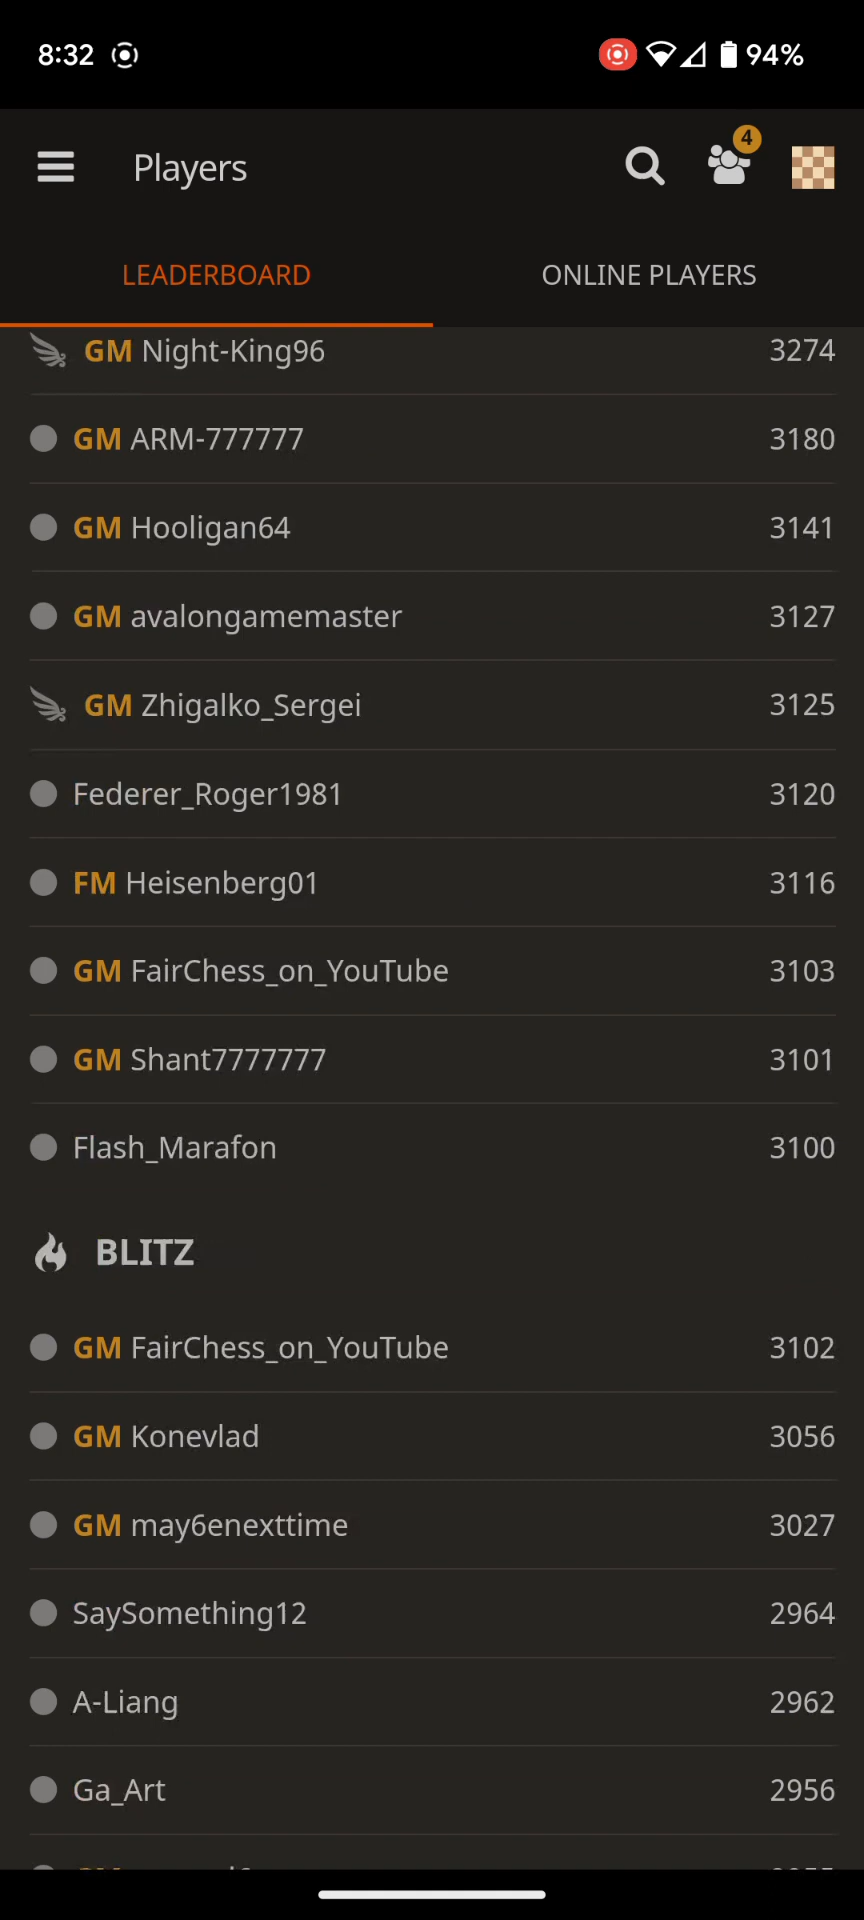 8:32 94%
Players 4
LEADERBOARD ONLINE PLAYERS
GM Night-King96 3274
GM ARM-777777 3180
GM Hooligan64 3141
GM avalongamemaster 3127
GM Zhigalko_Sergei 3125
Federer_Roger1981 3120
FM Heisenberg01 3116
GM FairChess_on_YouTube 3103
GM Shant7777777 3101
Flash_Marafon 3100
BLITZ
GM FairChess_on_YouTube 3102
GM Konevlad 3056
GM may6enexttime 3027
SaySomething12 2964
A-Liang 2962
Ga_Art 2956